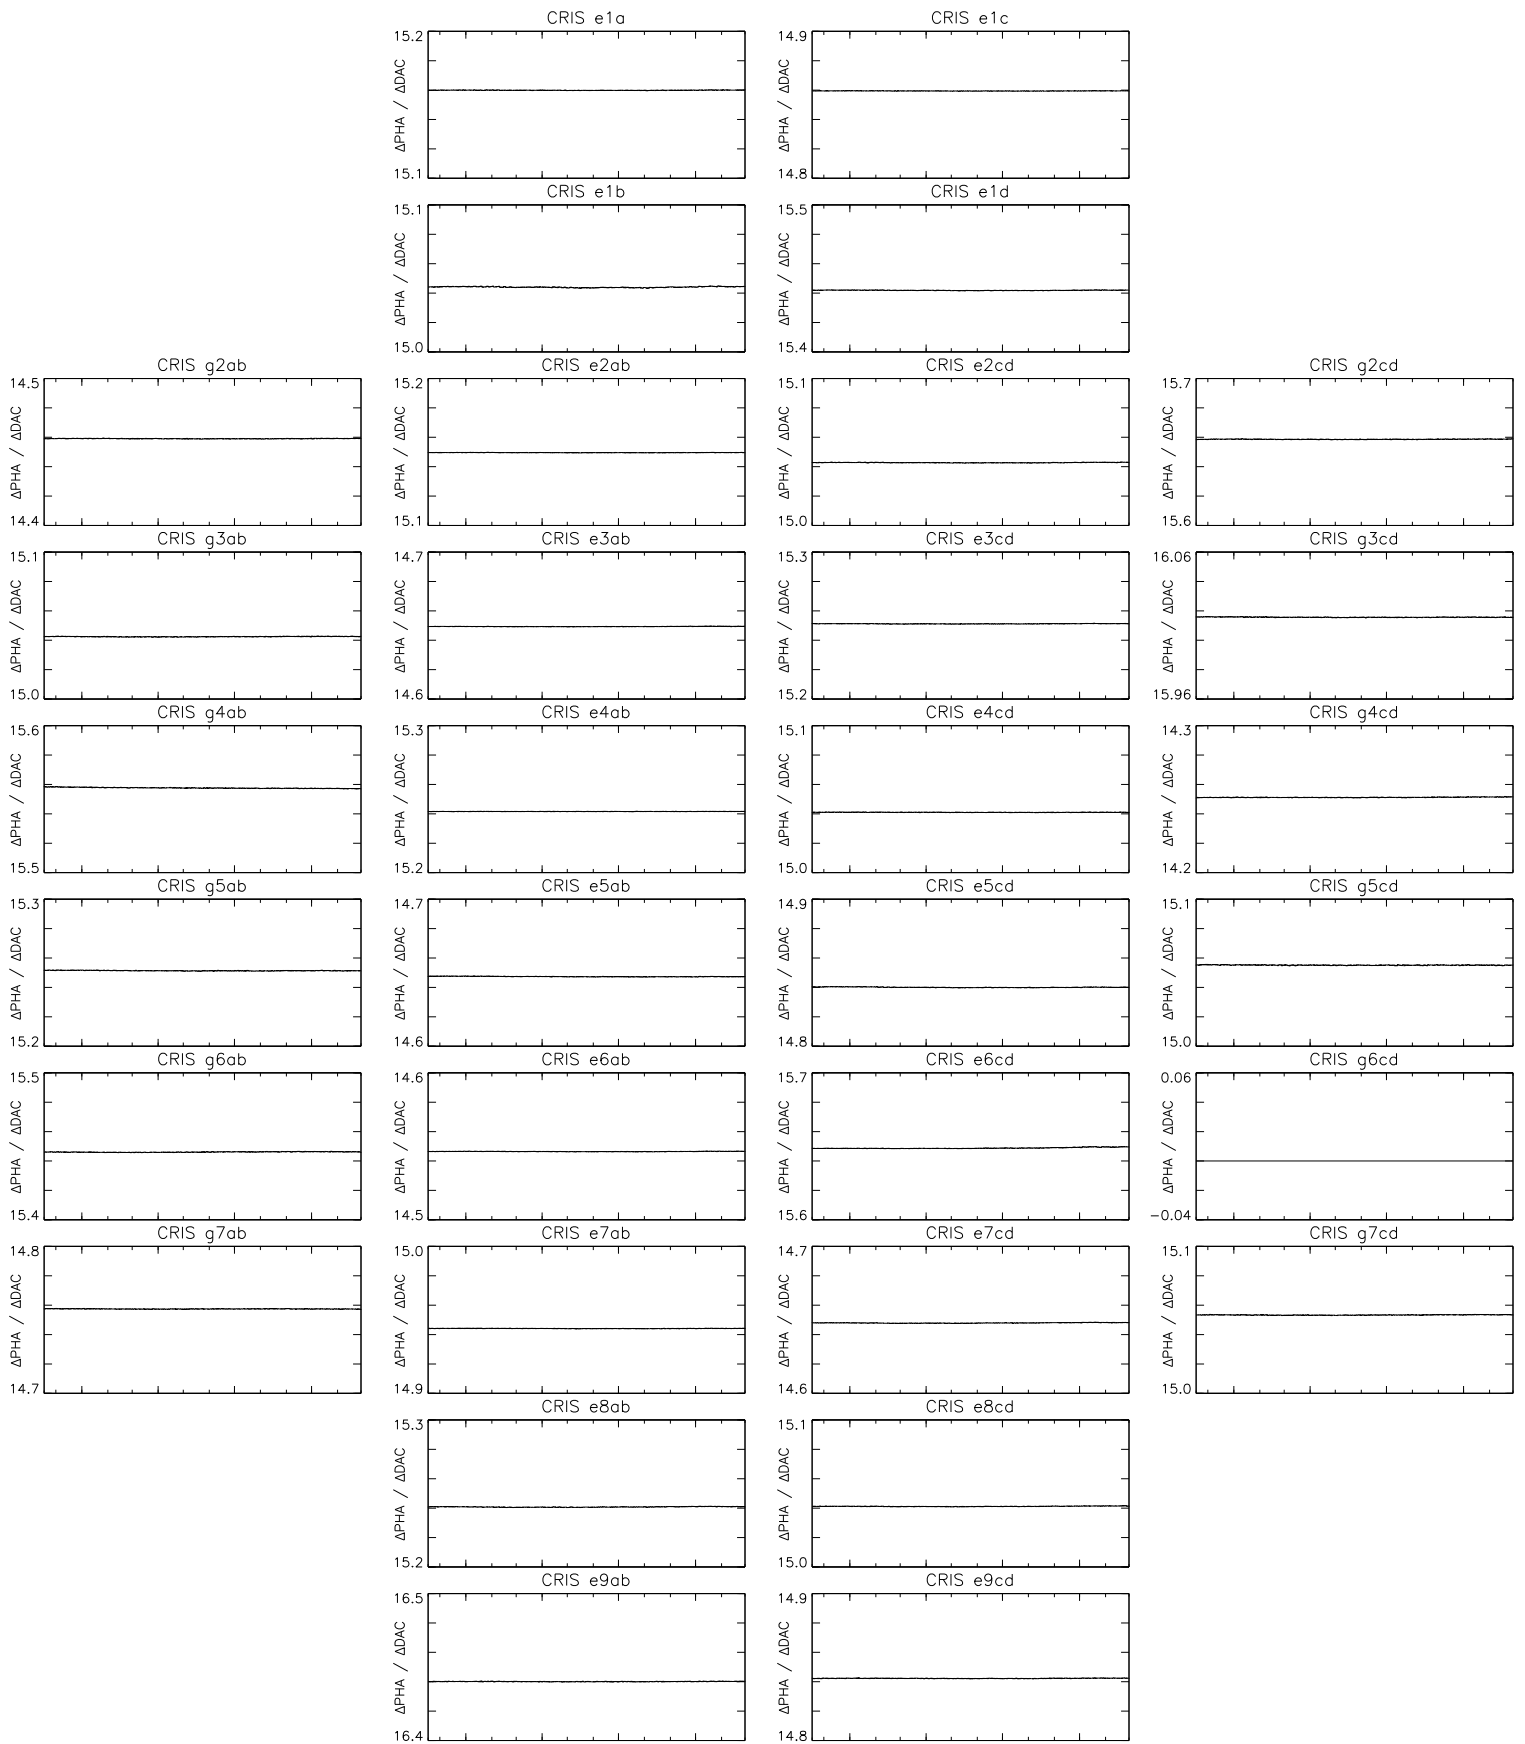 CRIS e1a
15.2
ΔPHA / ΔDAC
15.1
CRIS e1c
14.9
ΔPHA / ΔDAC
14.8
CRIS e1b
15.1
ΔPHA / ΔDAC
15.0
CRIS e1d
15.5
ΔPHA / ΔDAC
15.4
CRIS g2ab
14.5
ΔPHA / ΔDAC
14.4
CRIS e2ab
15.2
ΔPHA / ΔDAC
15.1
CRIS e2cd
15.1
ΔPHA / ΔDAC
15.0
CRIS g2cd
15.7
ΔPHA / ΔDAC
15.6
CRIS g3ab
15.1
ΔPHA / ΔDAC
15.0
CRIS e3ab
14.7
ΔPHA / ΔDAC
14.6
CRIS e3cd
15.3
ΔPHA / ΔDAC
15.2
CRIS g3cd
16.06
ΔPHA / ΔDAC
15.96
CRIS g4ab
15.6
ΔPHA / ΔDAC
15.5
CRIS e4ab
15.3
ΔPHA / ΔDAC
15.2
CRIS e4cd
15.1
ΔPHA / ΔDAC
15.0
CRIS g4cd
14.3
ΔPHA / ΔDAC
14.2
CRIS g5ab
15.3
ΔPHA / ΔDAC
15.2
CRIS e5ab
14.7
ΔPHA / ΔDAC
14.6
CRIS e5cd
14.9
ΔPHA / ΔDAC
14.8
CRIS g5cd
15.1
ΔPHA / ΔDAC
15.0
CRIS g6ab
15.5
ΔPHA / ΔDAC
15.4
CRIS e6ab
14.6
ΔPHA / ΔDAC
14.5
CRIS e6cd
15.7
ΔPHA / ΔDAC
15.6
CRIS g6cd
0.06
ΔPHA / ΔDAC
−0.04
CRIS g7ab
14.8
ΔPHA / ΔDAC
14.7
CRIS e7ab
15.0
ΔPHA / ΔDAC
14.9
CRIS e7cd
14.7
ΔPHA / ΔDAC
14.6
CRIS g7cd
15.1
ΔPHA / ΔDAC
15.0
CRIS e8ab
15.3
ΔPHA / ΔDAC
15.2
CRIS e8cd
15.1
ΔPHA / ΔDAC
15.0
CRIS e9ab
16.5
ΔPHA / ΔDAC
16.4
CRIS e9cd
14.9
ΔPHA / ΔDAC
14.8